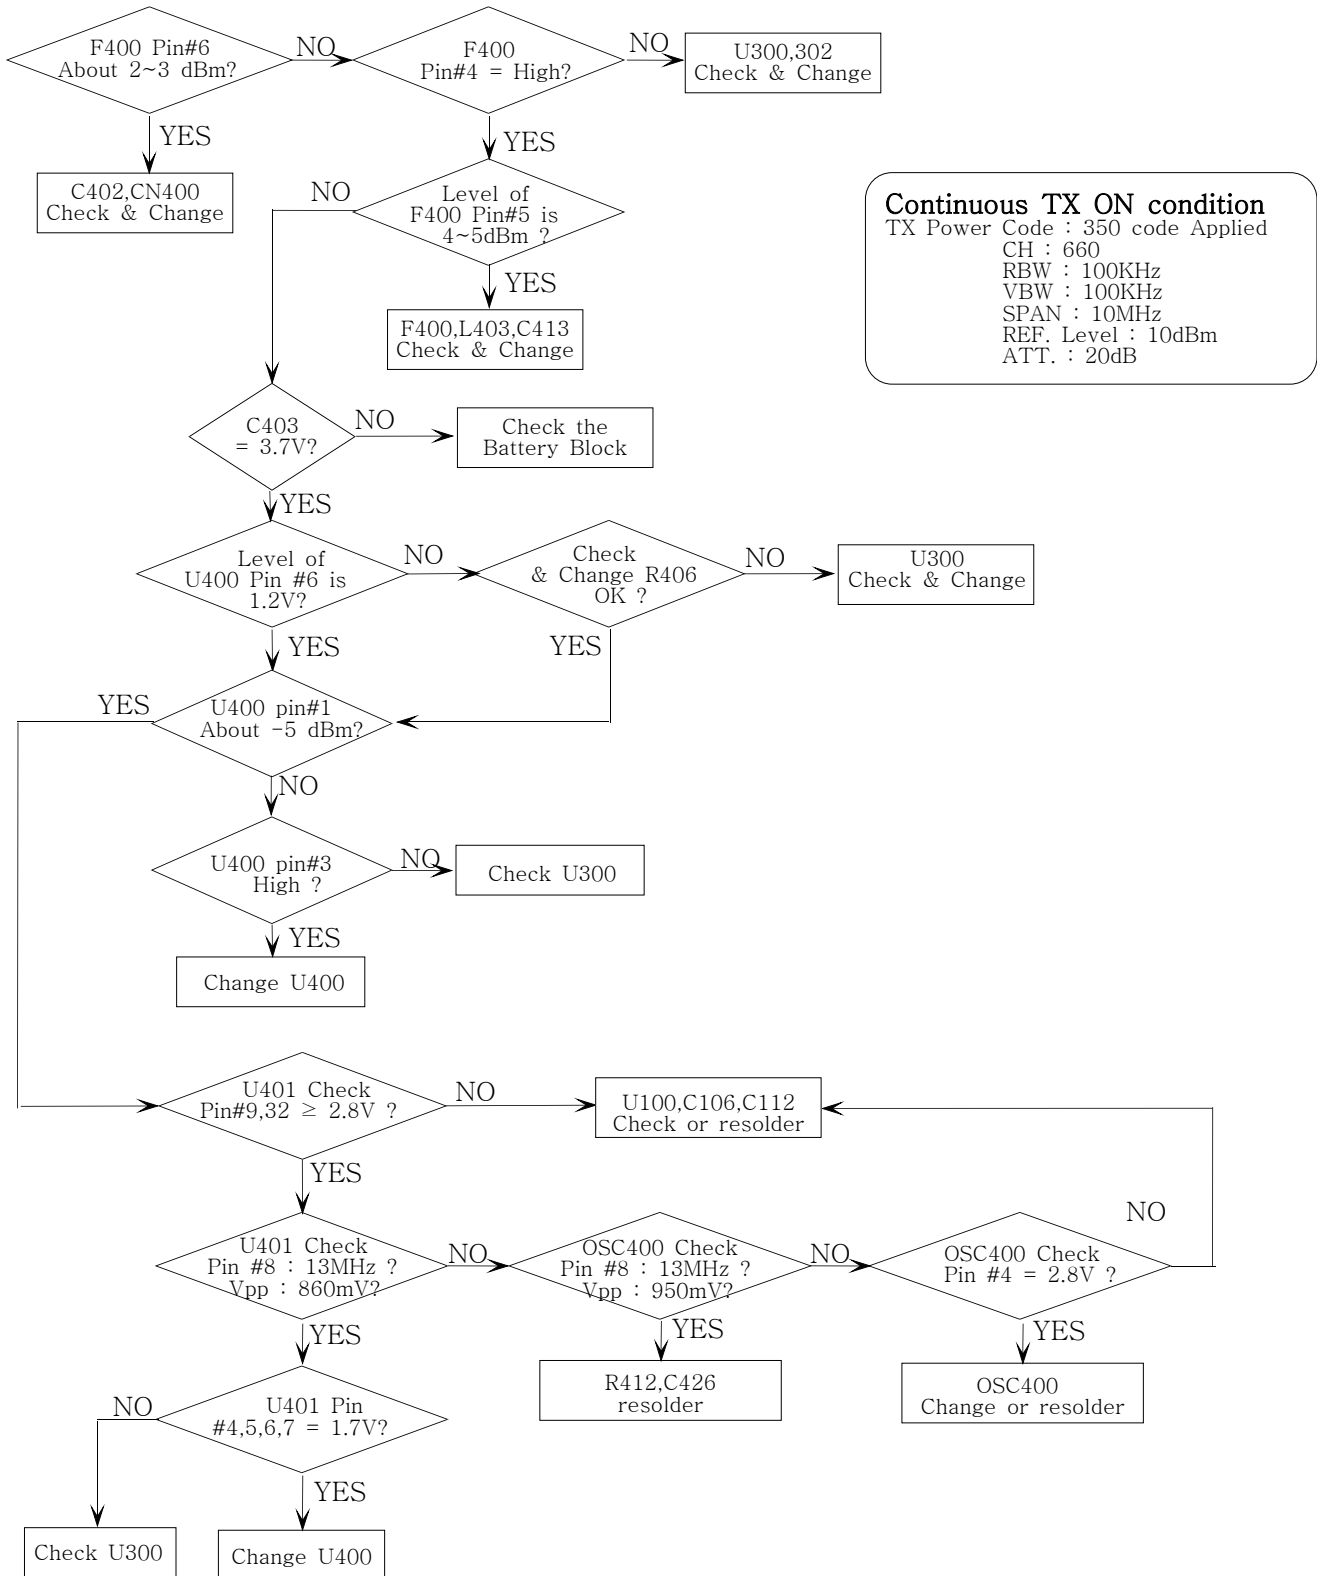 F400 Pin#6
About 2~3 dBm?
NO
F400
Pin#4 = High?
NO
U300,302
Check & Change
YES
C402,CN400
Check & Change
YES
Level of
F400 Pin#5 is
4~5dBm ?
NO
YES
F400,L403,C413
Check & Change
Continuous TX ON condition
TX Power Code : 350 code Applied
CH : 660
RBW : 100KHz
VBW : 100KHz
SPAN : 10MHz
REF. Level : 10dBm
ATT. : 20dB
C403
= 3.7V?
NO
Check the
Battery Block
YES
Level of
U400 Pin #6 is
1.2V?
NO
Check
& Change R406
OK ?
NO
U300
Check & Change
YES
YES
U400 pin#1
About -5 dBm?
YES
NO
U400 pin#3
High ?
NO
Check U300
YES
Change U400
U401 Check
Pin#9,32 ≥ 2.8V ?
NO
U100,C106,C112
Check or resolder
YES
U401 Check
Pin #8 : 13MHz ?
Vpp : 860mV?
NO
OSC400 Check
Pin #8 : 13MHz ?
Vpp : 950mV?
NO
OSC400 Check
Pin #4 = 2.8V ?
NO
YES
YES
R412,C426
resolder
YES
OSC400
Change or resolder
U401 Pin
#4,5,6,7 = 1.7V?
NO
YES
Check U300
Change U400